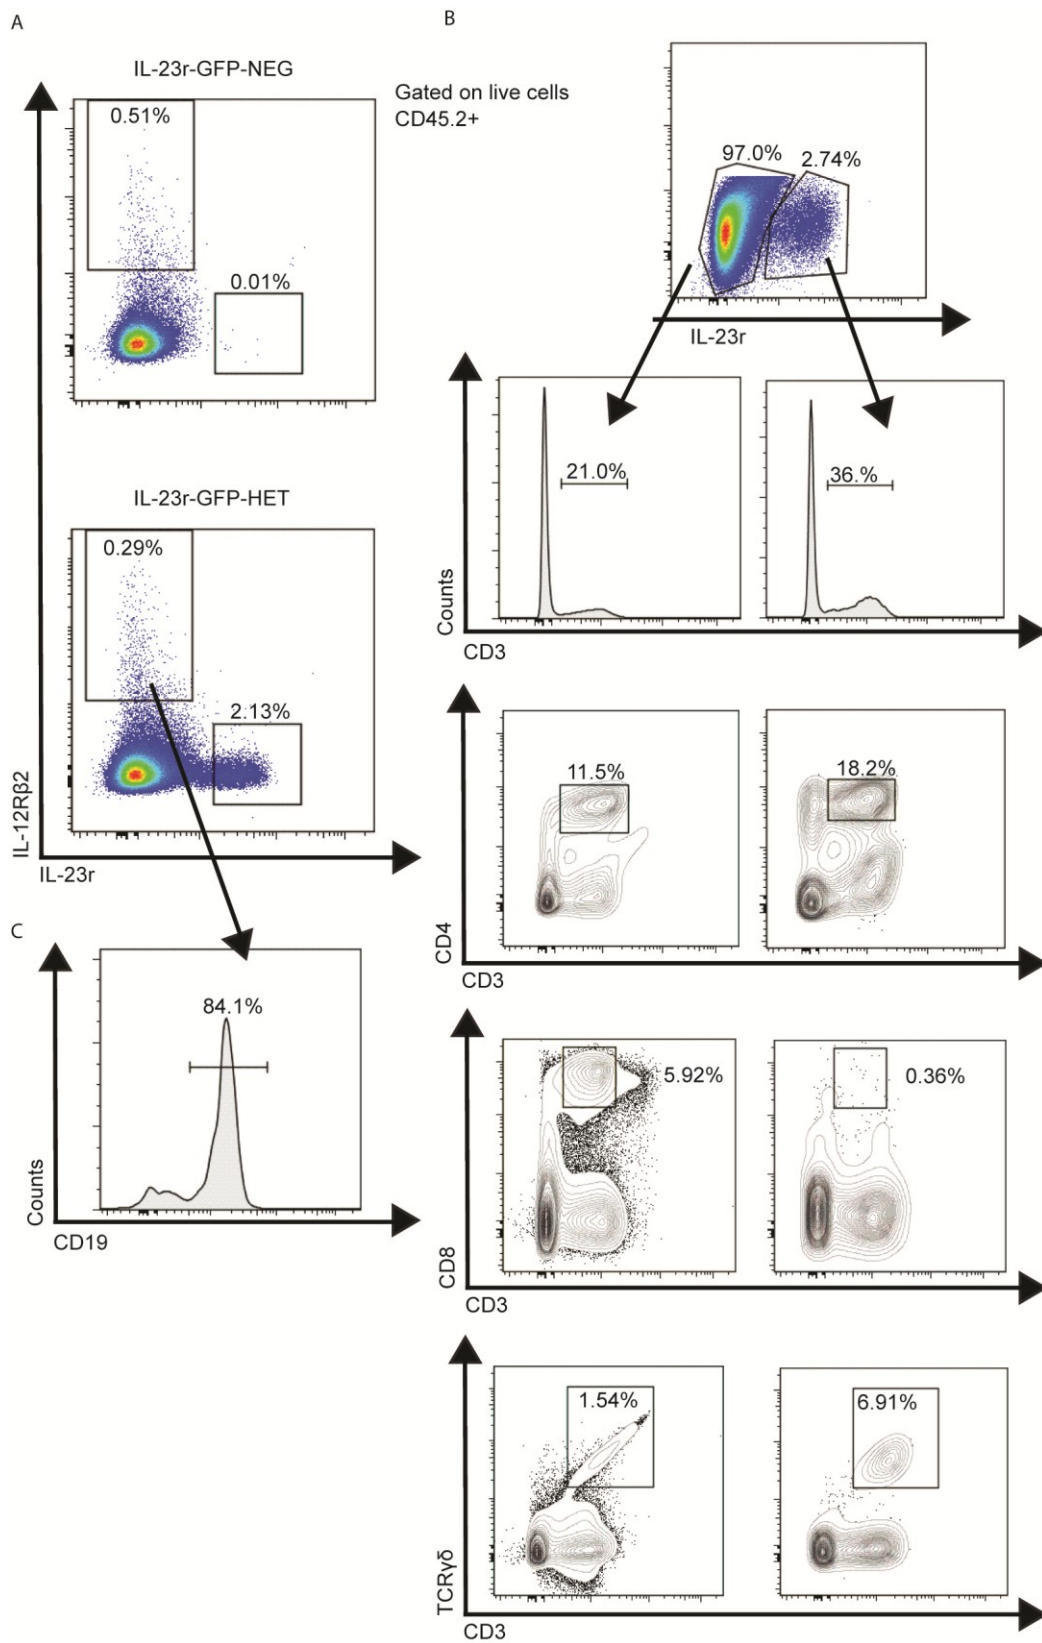 A
IL-23r-GFP-NEG
0.51%
0.01%
IL-23r-GFP-HET
0.29%
2.13%
IL-12Rβ2
IL-23r
B
Gated on live cells
CD45.2+
97.0%
2.74%
IL-23r
21.0%
36.%
Counts
CD3
11.5%
18.2%
CD4
CD3
5.92%
0.36%
CD8
CD3
1.54%
6.91%
TCRγδ
CD3
C
84.1%
Counts
CD19